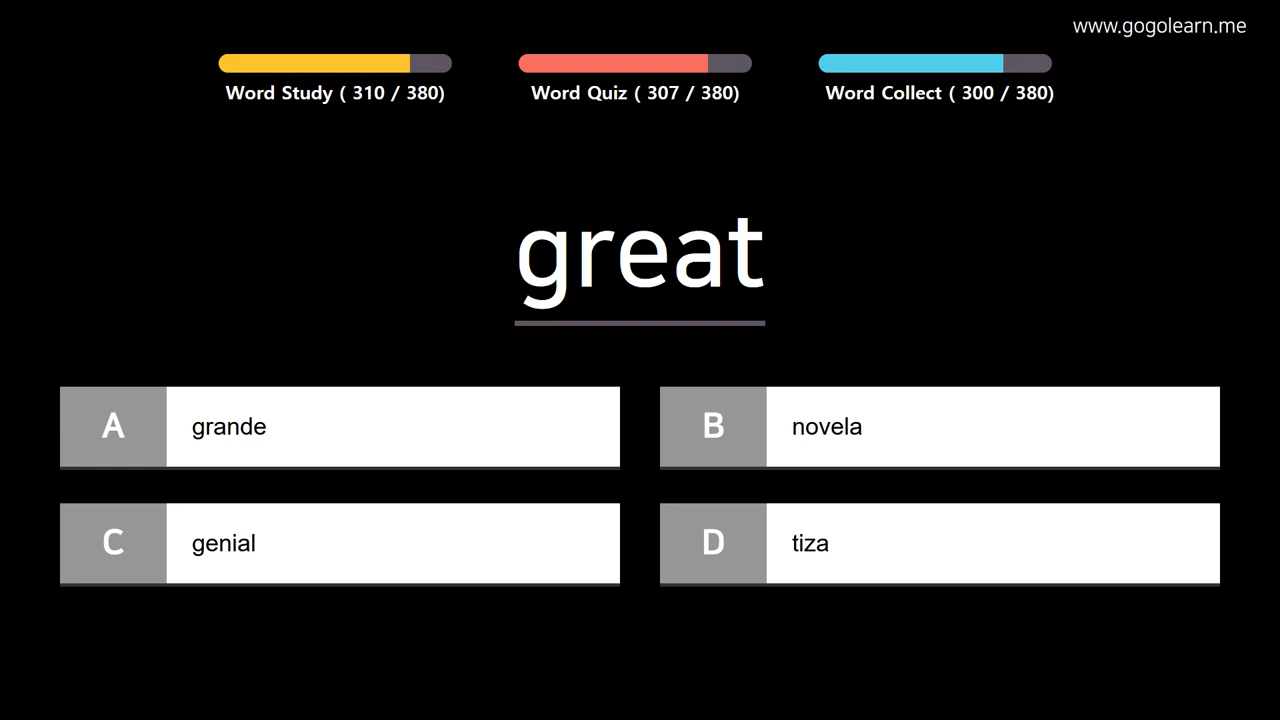 www.gogolearn.me
Word Study ( 310 / 380)
Word Quiz ( 307 / 380)
Word Collect ( 300 / 380)
great
A grande
B novela
C genial
D tiza